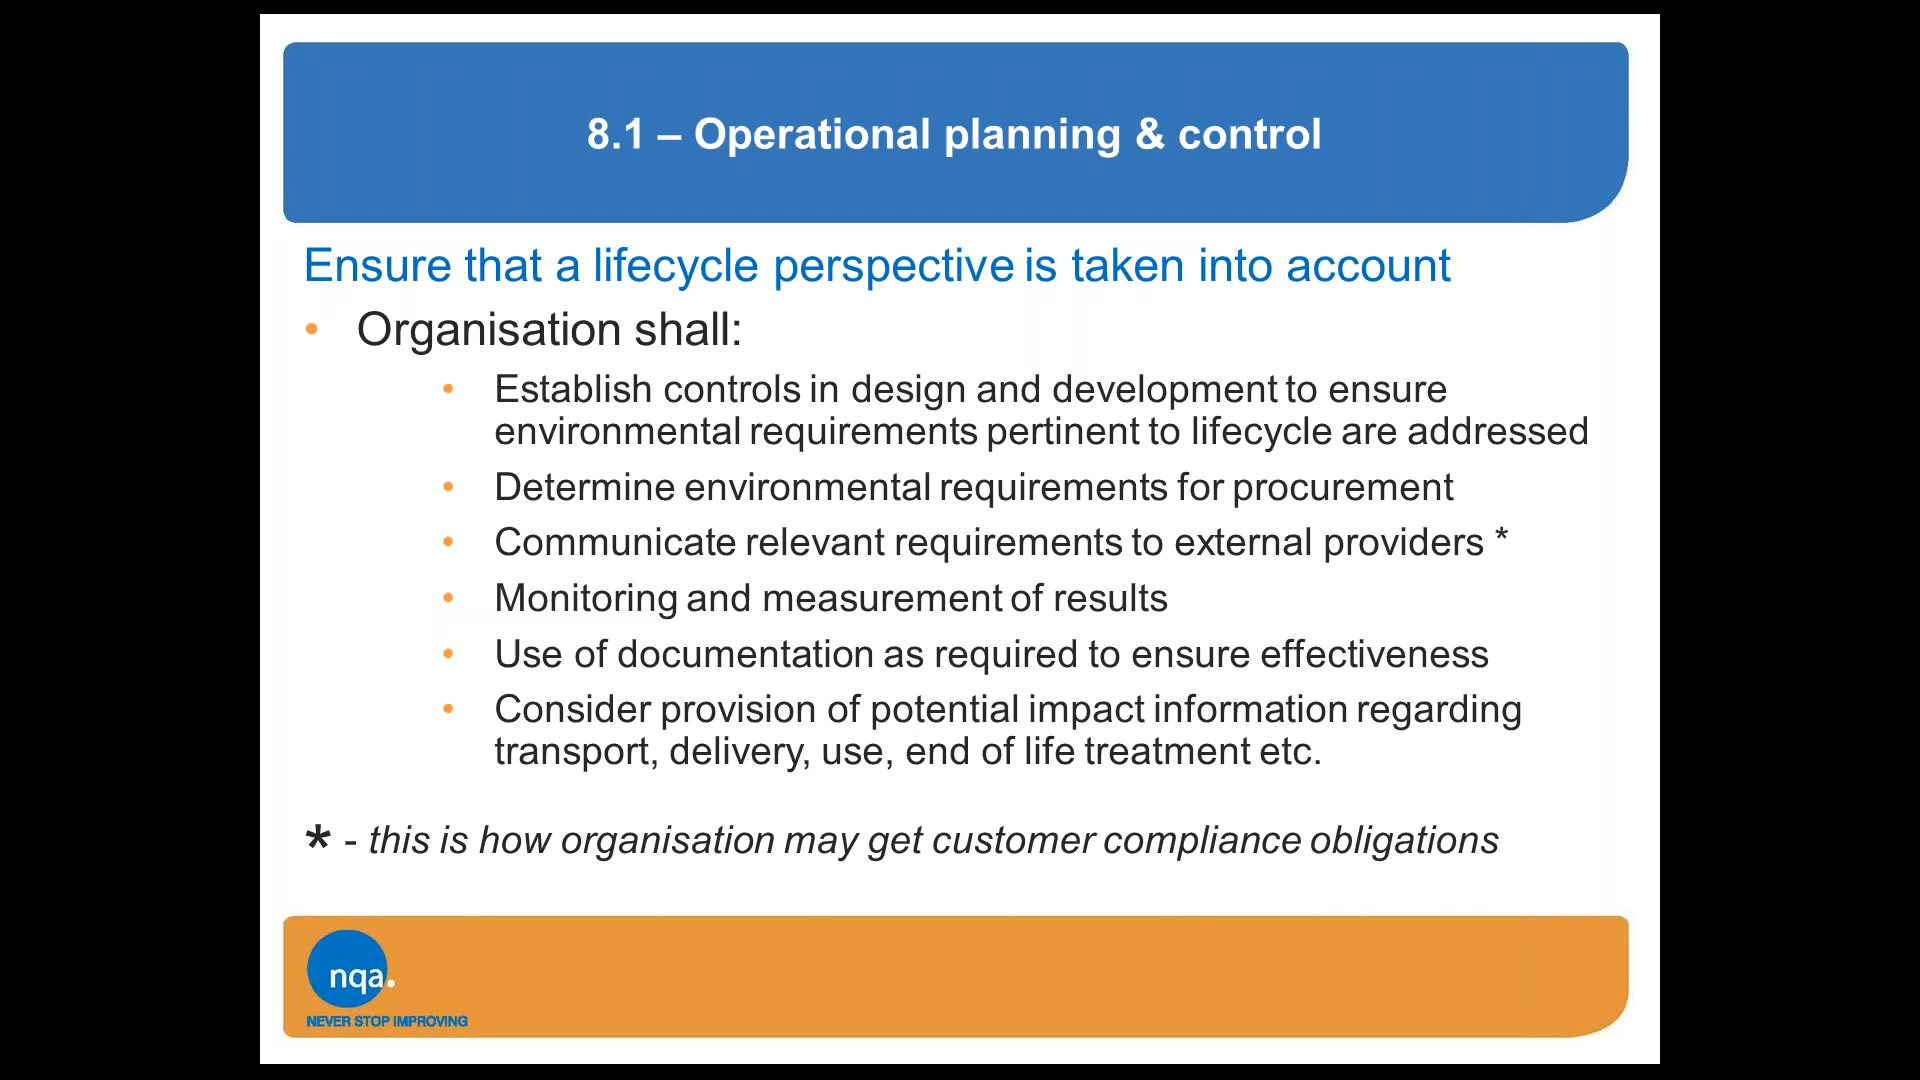 8.1 – Operational planning & control
Ensure that a lifecycle perspective is taken into account
• Organisation shall:
• Establish controls in design and development to ensure
environmental requirements pertinent to lifecycle are addressed
• Determine environmental requirements for procurement
• Communicate relevant requirements to external providers *
• Monitoring and measurement of results
• Use of documentation as required to ensure effectiveness
• Consider provision of potential impact information regarding
transport, delivery, use, end of life treatment etc.
* - this is how organisation may get customer compliance obligations
nqa.
NEVER STOP IMPROVING